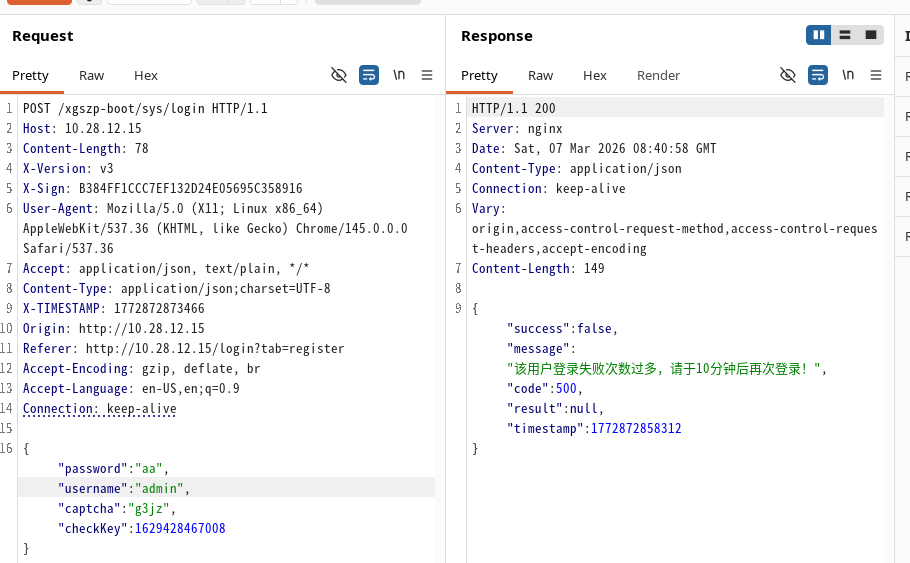 Request
Pretty Raw Hex
\n
1 POST /xgszp-boot/sys/login HTTP/1.1
2 Host: 10.28.12.15
3 Content-Length: 78
4 X-Version: v3
5 X-Sign: B384FF1CCC7EF132D24E05695C358916
6 User-Agent: Mozilla/5.0 (X11; Linux x86_64)
AppleWebKit/537.36 (KHTML, like Gecko) Chrome/145.0.0.0
Safari/537.36
7 Accept: application/json, text/plain, */*
8 Content-Type: application/json;charset=UTF-8
9 X-TIMESTAMP: 1772872873466
10 Origin: http://10.28.12.15
11 Referer: http://10.28.12.15/login?tab=register
12 Accept-Encoding: gzip, deflate, br
13 Accept-Language: en-US,en;q=0.9
14 Connection: keep-alive
15
16 {
"password":"aa",
"username":"admin",
"captcha":"g3jz",
"checkKey":1629428467008
}
Response
Pretty Raw Hex Render
\n
1 HTTP/1.1 200
2 Server: nginx
3 Date: Sat, 07 Mar 2026 08:40:58 GMT
4 Content-Type: application/json
5 Connection: keep-alive
6 Vary:
origin,access-control-request-method,access-control-reques
t-headers,accept-encoding
7 Content-Length: 149
8
9 {
"success":false,
"message":
"该用户登录失败次数过多，请于10分钟后再次登录！",
"code":500,
"result":null,
"timestamp":1772872858312
}